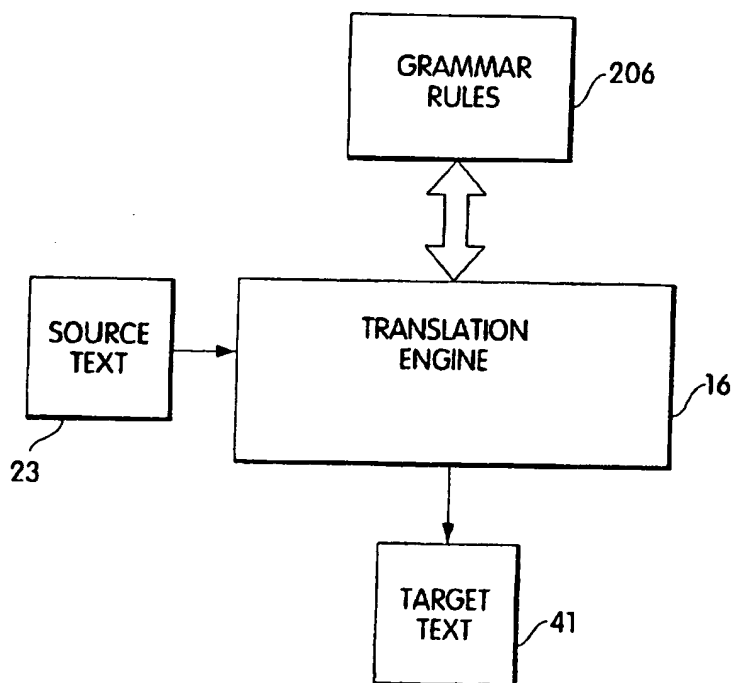 GRAMMAR
RULES
206
SOURCE
TEXT
23
TRANSLATION
ENGINE
16
TARGET
TEXT
41